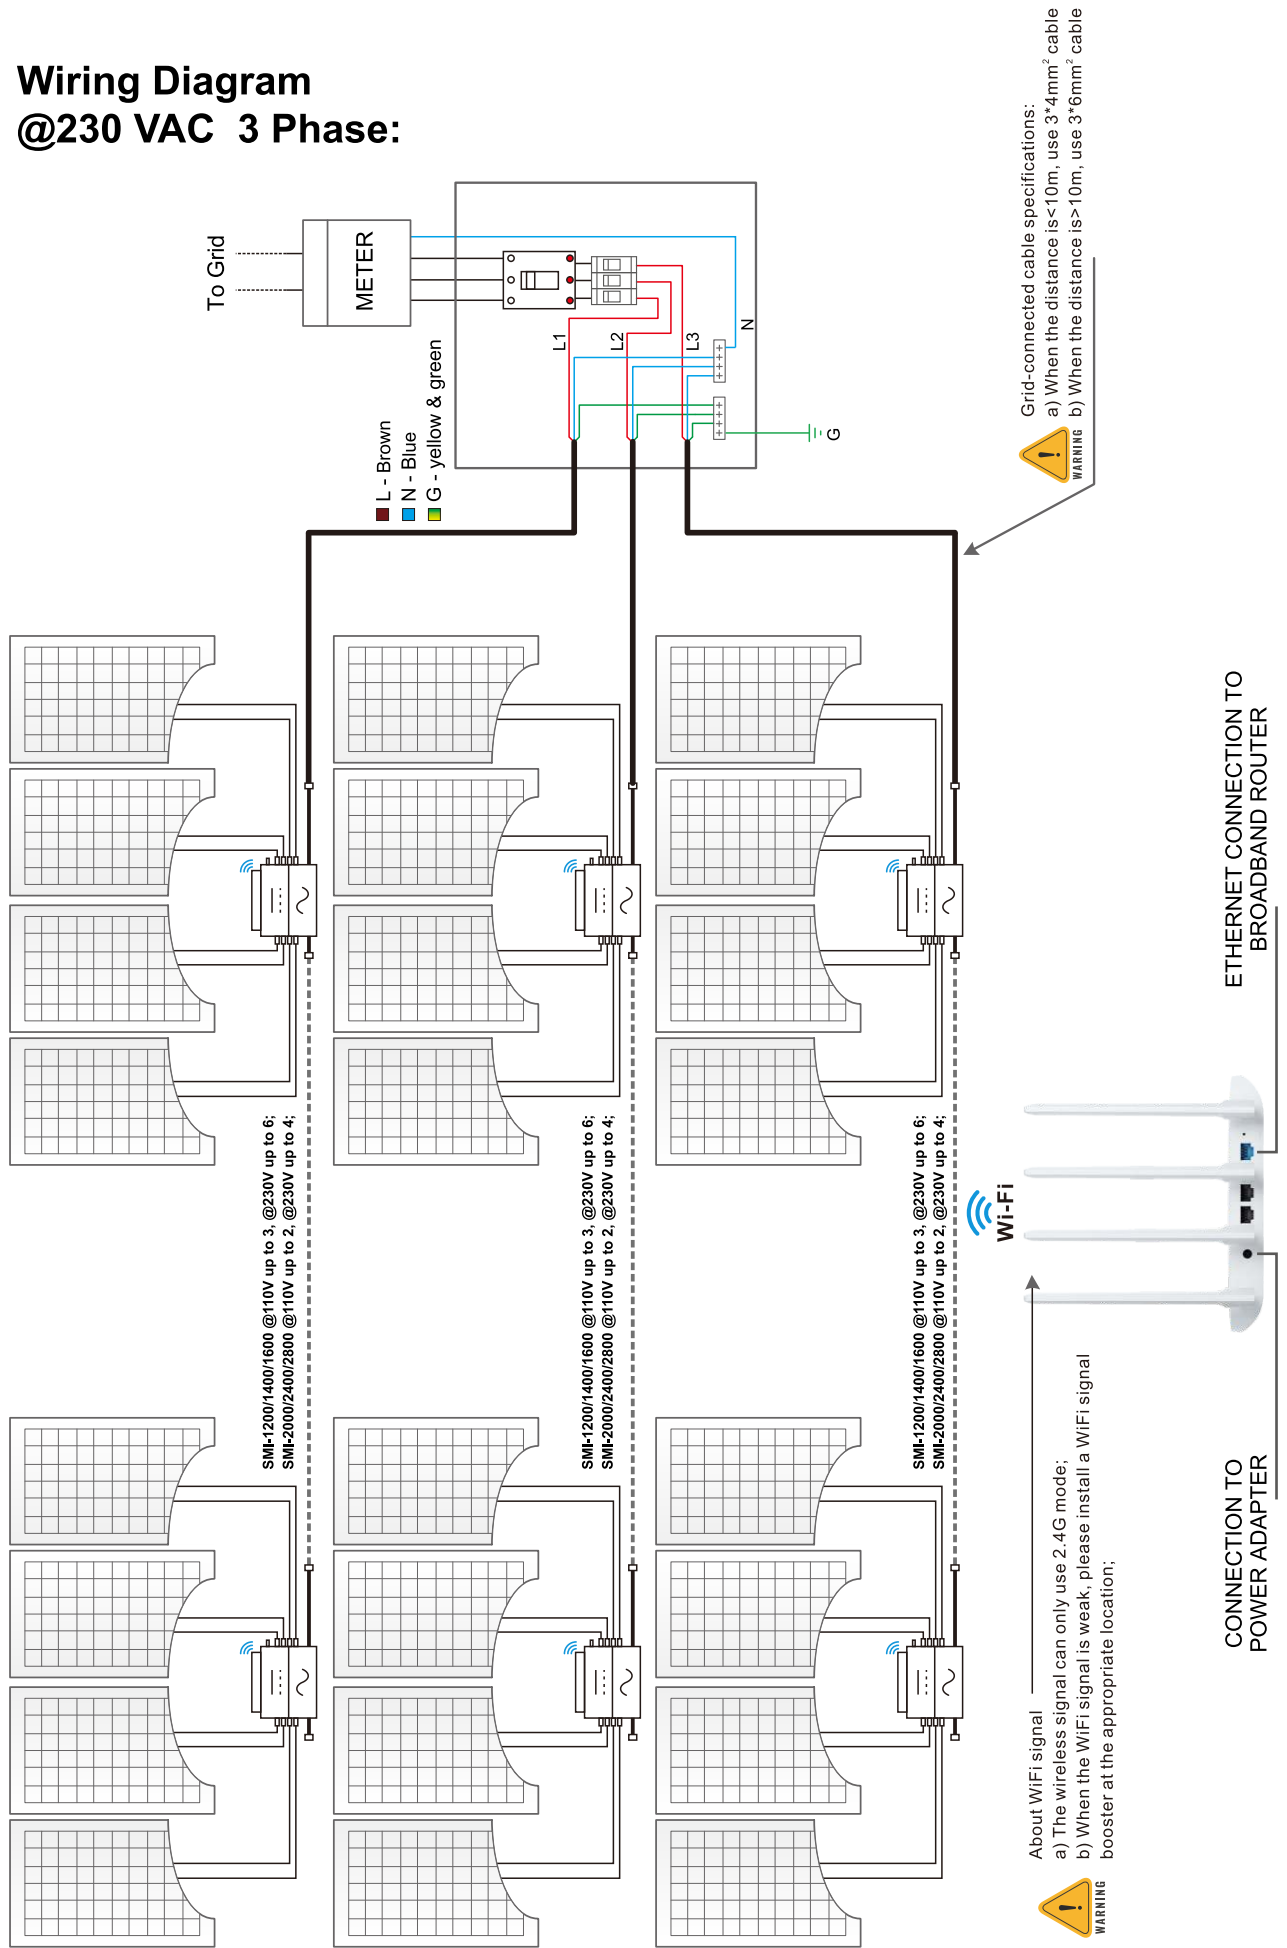 Wiring Diagram
@230 VAC 3 Phase:
To Grid
METER
L1
L2
L3
N
G
L - Brown
N - Blue
G - yellow & green
WARNING
Grid-connected cable specifications:
a) When the distance is<10m, use 3*4mm² cable
b) When the distance is>10m, use 3*6mm² cable
SMI-1200/1400/1600 @110V up to 3, @230V up to 6;
SMI-2000/2400/2800 @110V up to 2, @230V up to 4;
SMI-1200/1400/1600 @110V up to 3, @230V up to 6;
SMI-2000/2400/2800 @110V up to 2, @230V up to 4;
SMI-1200/1400/1600 @110V up to 3, @230V up to 6;
SMI-2000/2400/2800 @110V up to 2, @230V up to 4;
Wi-Fi
ETHERNET CONNECTION TO
BROADBAND ROUTER
CONNECTION TO
POWER ADAPTER
WARNING
About WiFi signal
a) The wireless signal can only use 2.4G mode;
b) When the WiFi signal is weak, please install a WiFi signal
booster at the appropriate location;